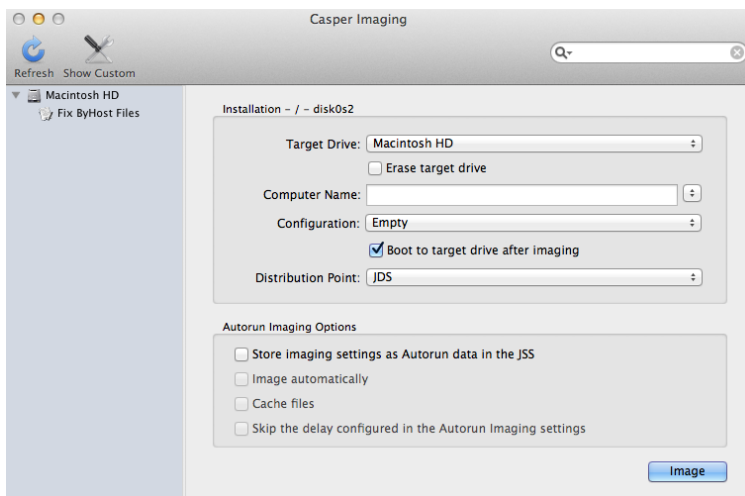 Casper Imaging
Refresh Show Custom
Macintosh HD
Fix ByHost Files
Installation - / - disk0s2
Target Drive: Macintosh HD
Erase target drive
Computer Name:
Configuration: Empty
Boot to target drive after imaging
Distribution Point: JDS
Autorun Imaging Options
Store imaging settings as Autorun data in the JSS
Image automatically
Cache files
Skip the delay configured in the Autorun Imaging settings
Image